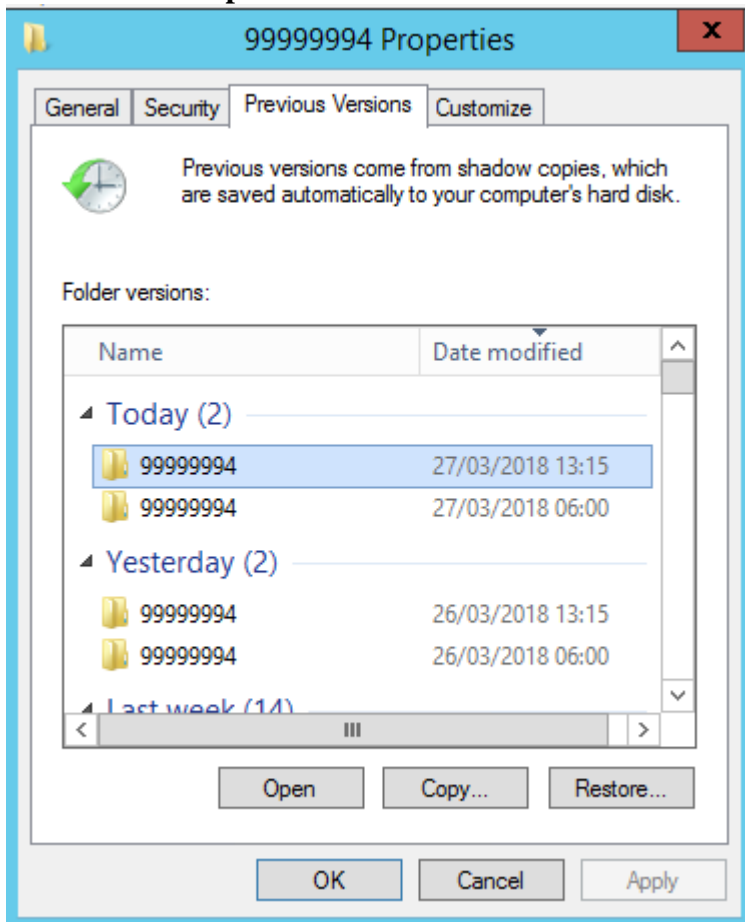 99999994 Properties
x
General Security Previous Versions Customize
Previous versions come from shadow copies, which
are saved automatically to your computer's hard disk.
Folder versions:
Name Date modified
Today (2)
99999994 27/03/2018 13:15
99999994 27/03/2018 06:00
Yesterday (2)
99999994 26/03/2018 13:15
99999994 26/03/2018 06:00
Last week (14)
Open Copy... Restore...
OK Cancel Apply